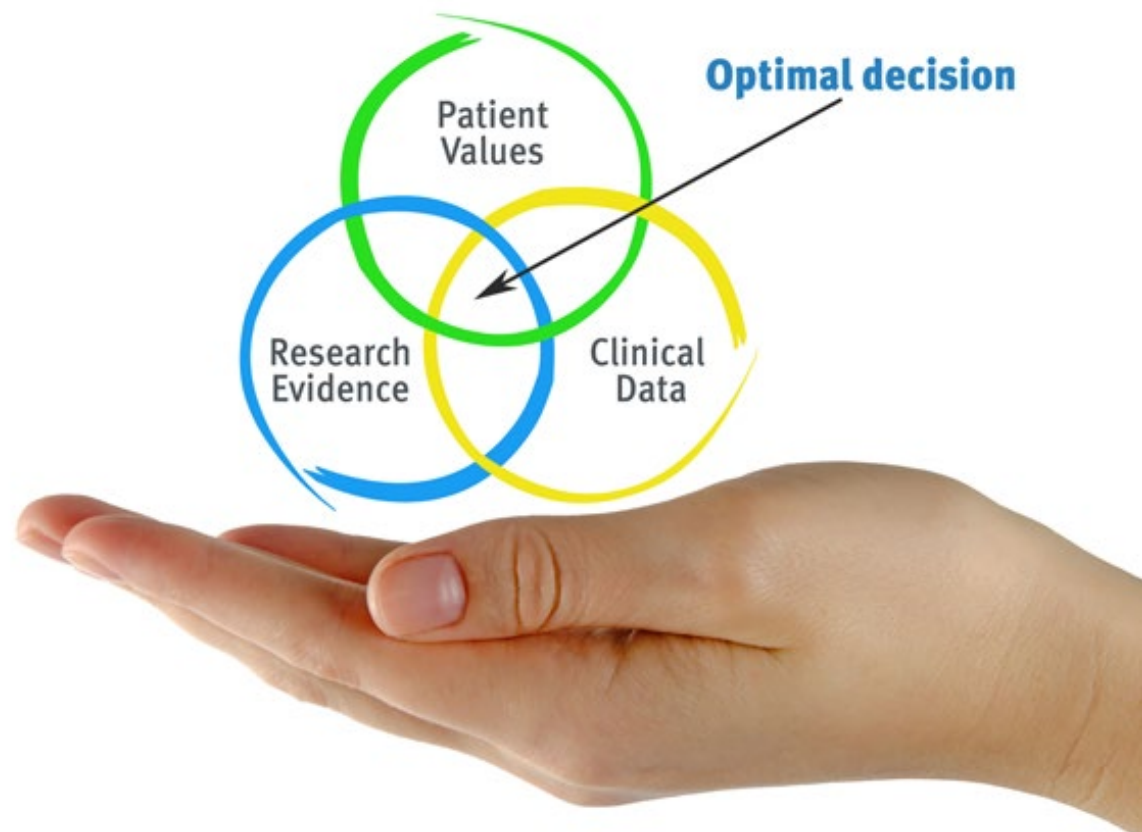 Optimal decision
Patient
Values
Research
Evidence
Clinical
Data